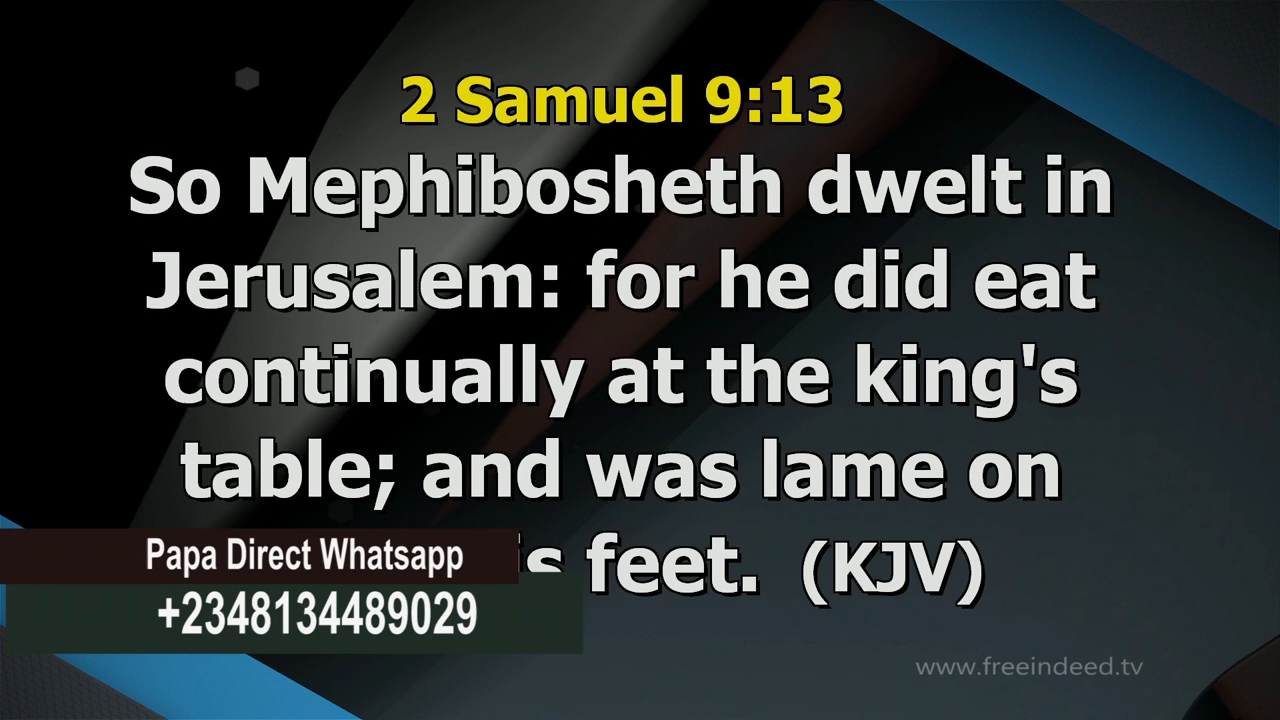 2 Samuel 9:13
So Mephibosheth dwelt in
Jerusalem: for he did eat
continually at the king's
table; and was lame on
feet. (KJV)
Papa Direct Whatsapp
+2348134489029
www.freeindeed.tv